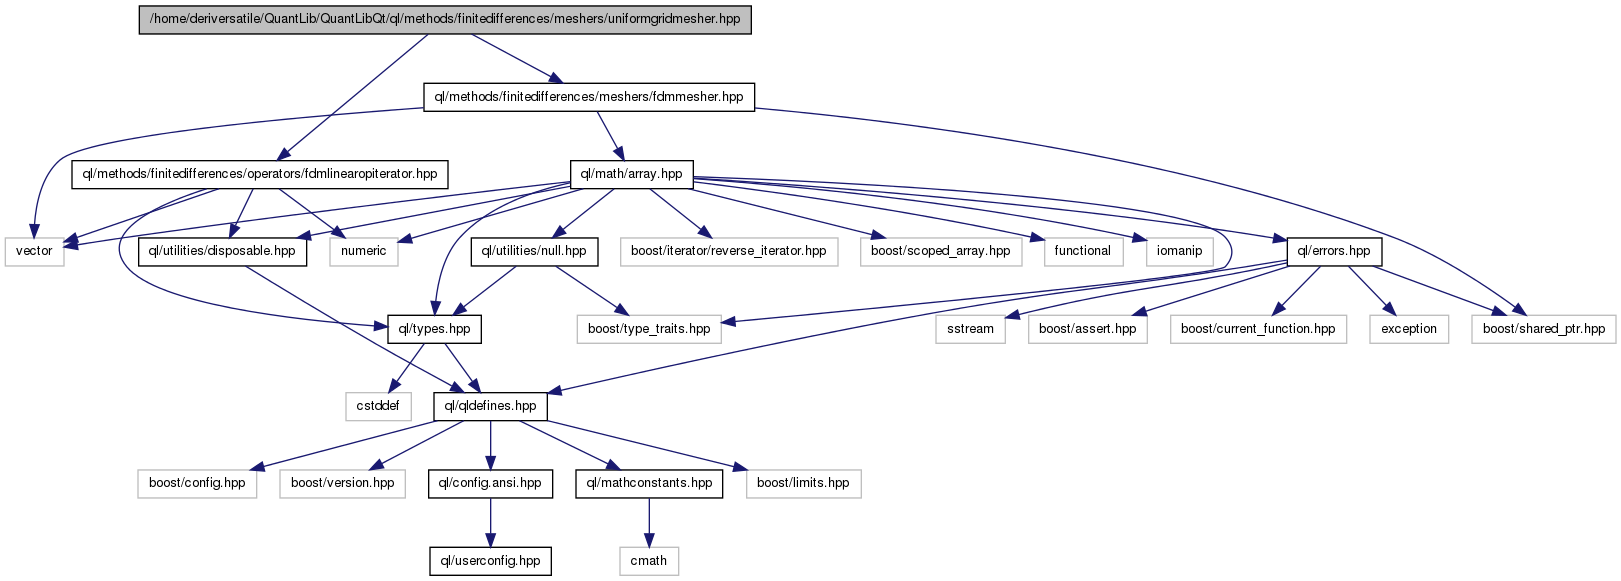 /home/deriversatile/QuantLib/QuantLibQt/ql/methods/finitedifferences/meshers/uniformgridmesher.hpp
ql/methods/finitedifferences/meshers/fdmmesher.hpp
ql/methods/finitedifferences/operators/fdmlinearopiterator.hpp
ql/math/array.hpp
vector
ql/utilities/disposable.hpp
numeric
ql/utilities/null.hpp
boost/iterator/reverse_iterator.hpp
boost/scoped_array.hpp
functional
iomanip
ql/errors.hpp
ql/types.hpp
boost/type_traits.hpp
sstream
boost/assert.hpp
boost/current_function.hpp
exception
boost/shared_ptr.hpp
cstddef
ql/qldefines.hpp
boost/config.hpp
boost/version.hpp
ql/config.ansi.hpp
ql/mathconstants.hpp
boost/limits.hpp
ql/userconfig.hpp
cmath